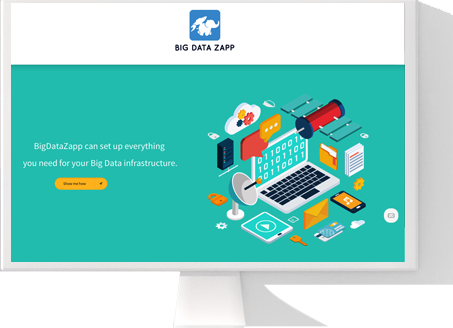 BIG DATA ZAPP
BigDataZapp can set up everything
you need for your Big Data infrastructure.
Show me how